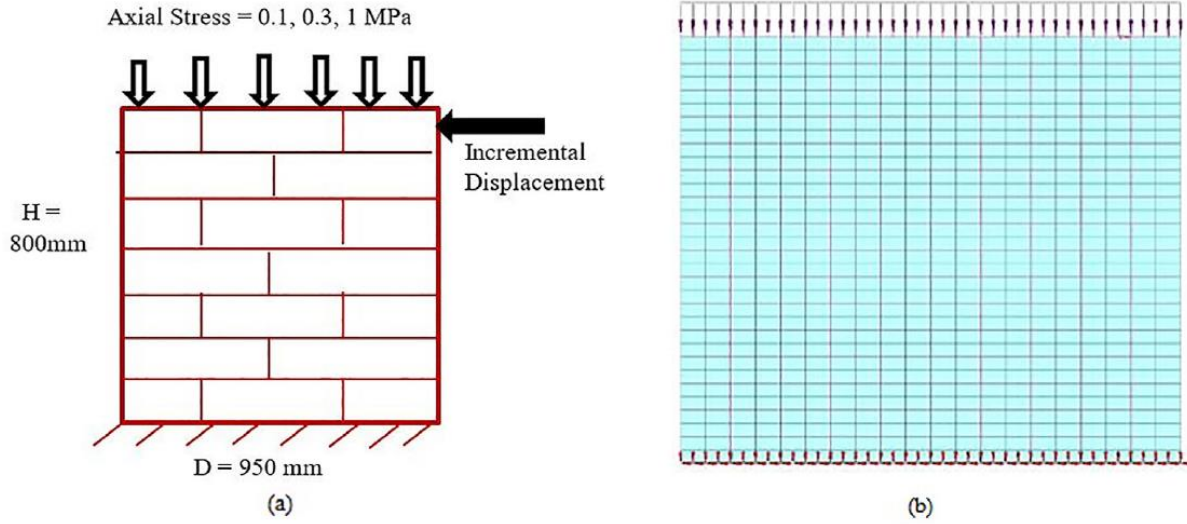 Axial Stress = 0.1, 0.3, 1 MPa
Incremental
Displacement
H =
800mm
D = 950 mm
(a)
(b)